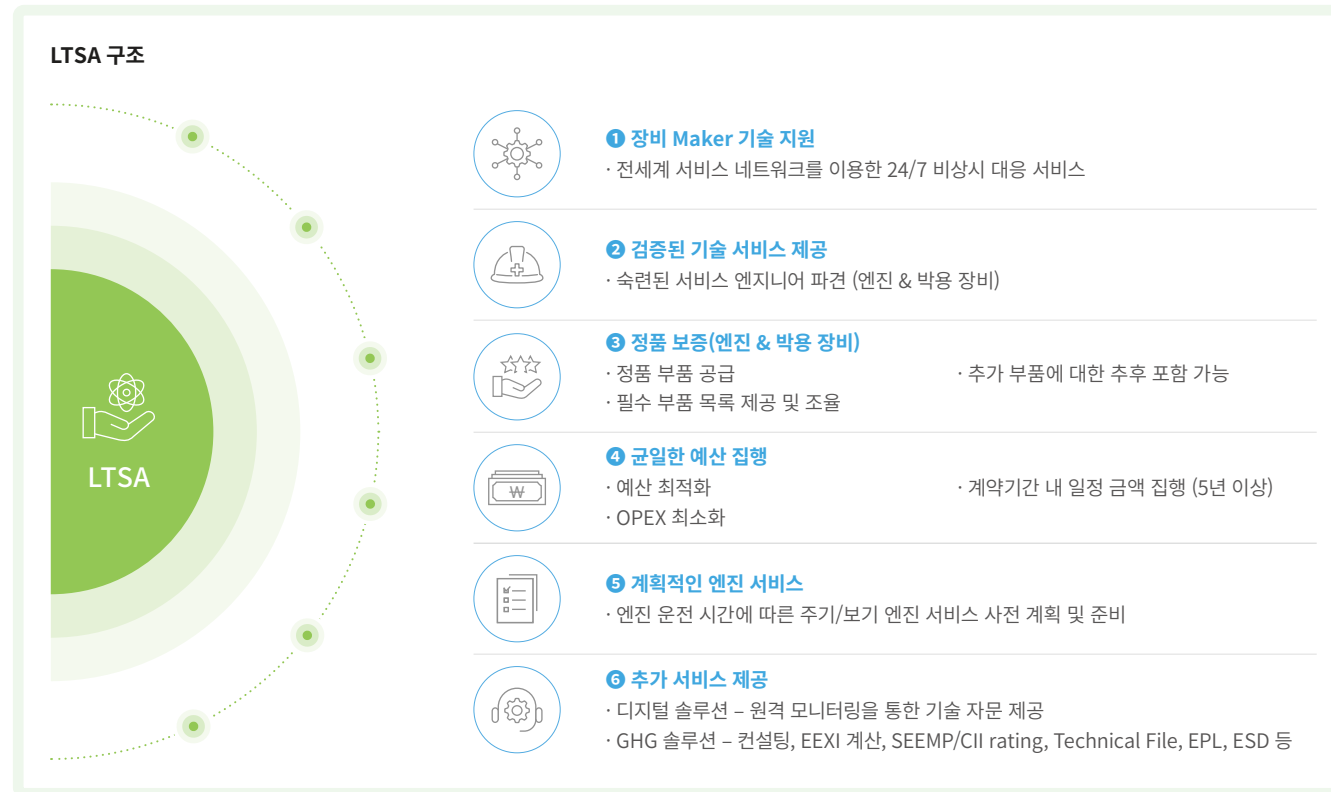 LTSA 구조
LTSA
❶ 장비 Maker 기술 지원
· 전세계 서비스 네트워크를 이용한 24/7 비상시 대응 서비스
❷ 검증된 기술 서비스 제공
· 숙련된 서비스 엔지니어 파견 (엔진 & 박용 장비)
❸ 정품 보증(엔진 & 박용 장비)
· 정품 부품 공급
· 필수 부품 목록 제공 및 조율
· 추가 부품에 대한 추후 포함 가능
❹ 균일한 예산 집행
· 예산 최적화
· OPEX 최소화
· 계약기간 내 일정 금액 집행 (5년 이상)
❺ 계획적인 엔진 서비스
· 엔진 운전 시간에 따른 주기/보기 엔진 서비스 사전 계획 및 준비
❻ 추가 서비스 제공
· 디지털 솔루션 – 원격 모니터링을 통한 기술 자문 제공
· GHG 솔루션 – 컨설팅, EEXI 계산, SEEMP/CII rating, Technical File, EPL, ESD 등